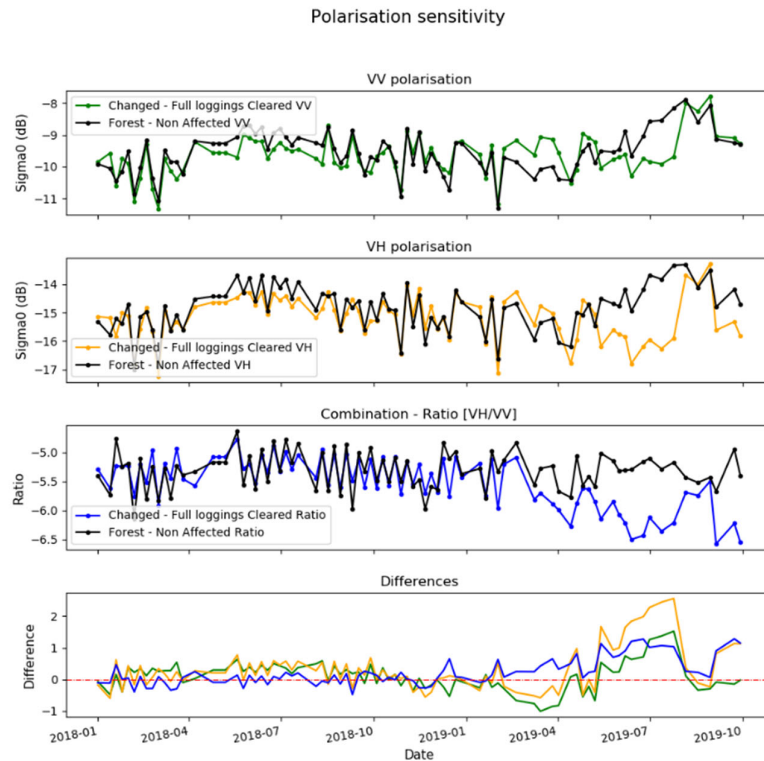 Polarisation sensitivity
VV polarisation
Sigma0 (dB)
-8
-9
-10
-11
Changed - Full loggings Cleared VV
Forest - Non Affected VV
VH polarisation
Sigma0 (dB)
-14
-15
-16
-17
Changed - Full loggings Cleared VH
Forest - Non Affected VH
Combination - Ratio [VH/VV]
Ratio
-5.0
-5.5
-6.0
-6.5
Changed - Full loggings Cleared Ratio
Forest - Non Affected Ratio
Differences
Difference
2
1
0
-1
2018-01 2018-04 2018-07 2018-10 2019-01 2019-04 2019-07 2019-10
Date